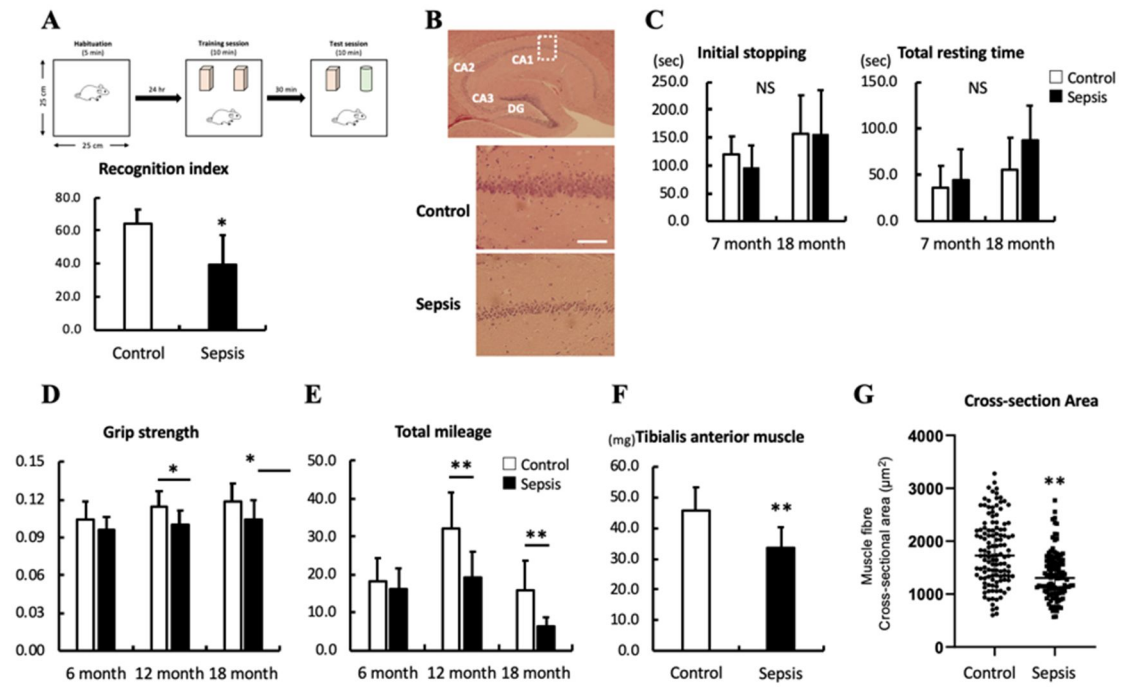 A
Habituation
(5 min)
Training session
(10 min)
Test session
(10 min)
25 cm
24 hr
30 min
25 cm
Recognition index
80.0
60.0
40.0
20.0
0.0
*
Control
Sepsis
B
CA2
CA1
CA3
DG
Control
Sepsis
C
(sec)
Initial stopping
250.0
200.0
150.0
100.0
50.0
0.0
NS
7 month
18 month
(sec)
Total resting time
150.0
100.0
50.0
0.0
NS
7 month
18 month
Control
Sepsis
D
Grip strength
0.15
0.12
0.09
0.06
0.03
0.00
*
*
6 month
12 month
18 month
E
Total mileage
50.0
40.0
30.0
20.0
10.0
0.0
**
**
Control
Sepsis
6 month
12 month
18 month
F
(mg)
Tibialis anterior muscle
60.0
50.0
40.0
30.0
20.0
10.0
0.0
**
Control
Sepsis
G
Cross-section Area
Muscle fibre
Cross-sectional area (μm²)
4000
3000
2000
1000
0
**
Control
Sepsis